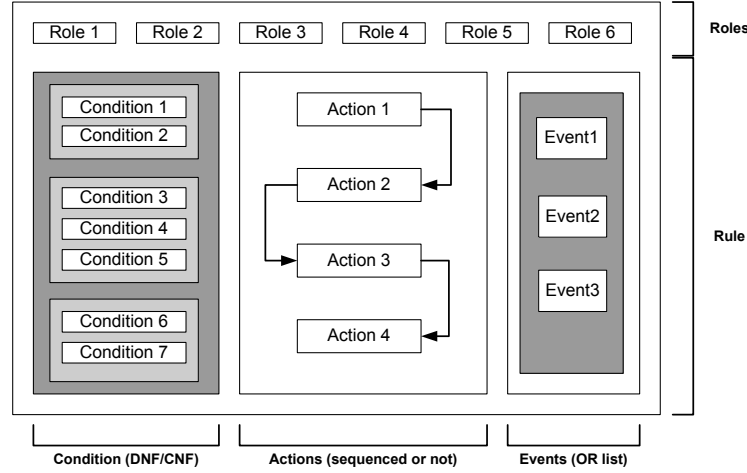 Role 1 Role 2 Role 3 Role 4 Role 5 Role 6
Roles
Condition 1
Condition 2
Condition 3
Condition 4
Condition 5
Condition 6
Condition 7
Action 1
Action 2
Action 3
Action 4
Event1
Event2
Event3
Rule
Condition (DNF/CNF)
Actions (sequenced or not)
Events (OR list)